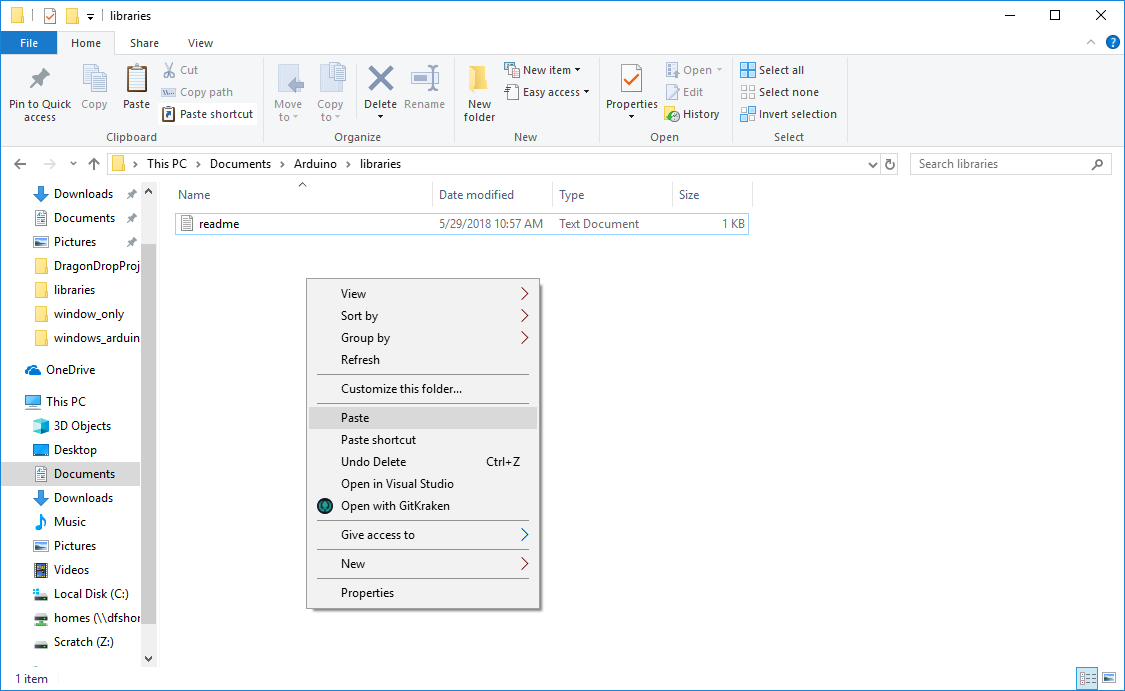 libraries
File Home Share View
Pin to Quick access
Copy
Paste
Cut
Copy path
Paste shortcut
Clipboard
Move to
Copy to
Delete
Rename
Organize
New folder
New item
Easy access
New
Properties
Open
Edit
History
Open
Select all
Select none
Invert selection
Select
This PC > Documents > Arduino > libraries
Search libraries
Downloads
Documents
Pictures
DragonDropProj
libraries
window_only
windows_arduin
OneDrive
This PC
3D Objects
Desktop
Documents
Downloads
Music
Pictures
Videos
Local Disk (C:)
homes (\\dfshor
Scratch (Z:)
Name Date modified Type Size
readme 5/29/2018 10:57 AM Text Document 1 KB
View
Sort by
Group by
Refresh
Customize this folder...
Paste
Paste shortcut
Undo Delete Ctrl+Z
Open in Visual Studio
Open with GitKraken
Give access to
New
Properties
1 item